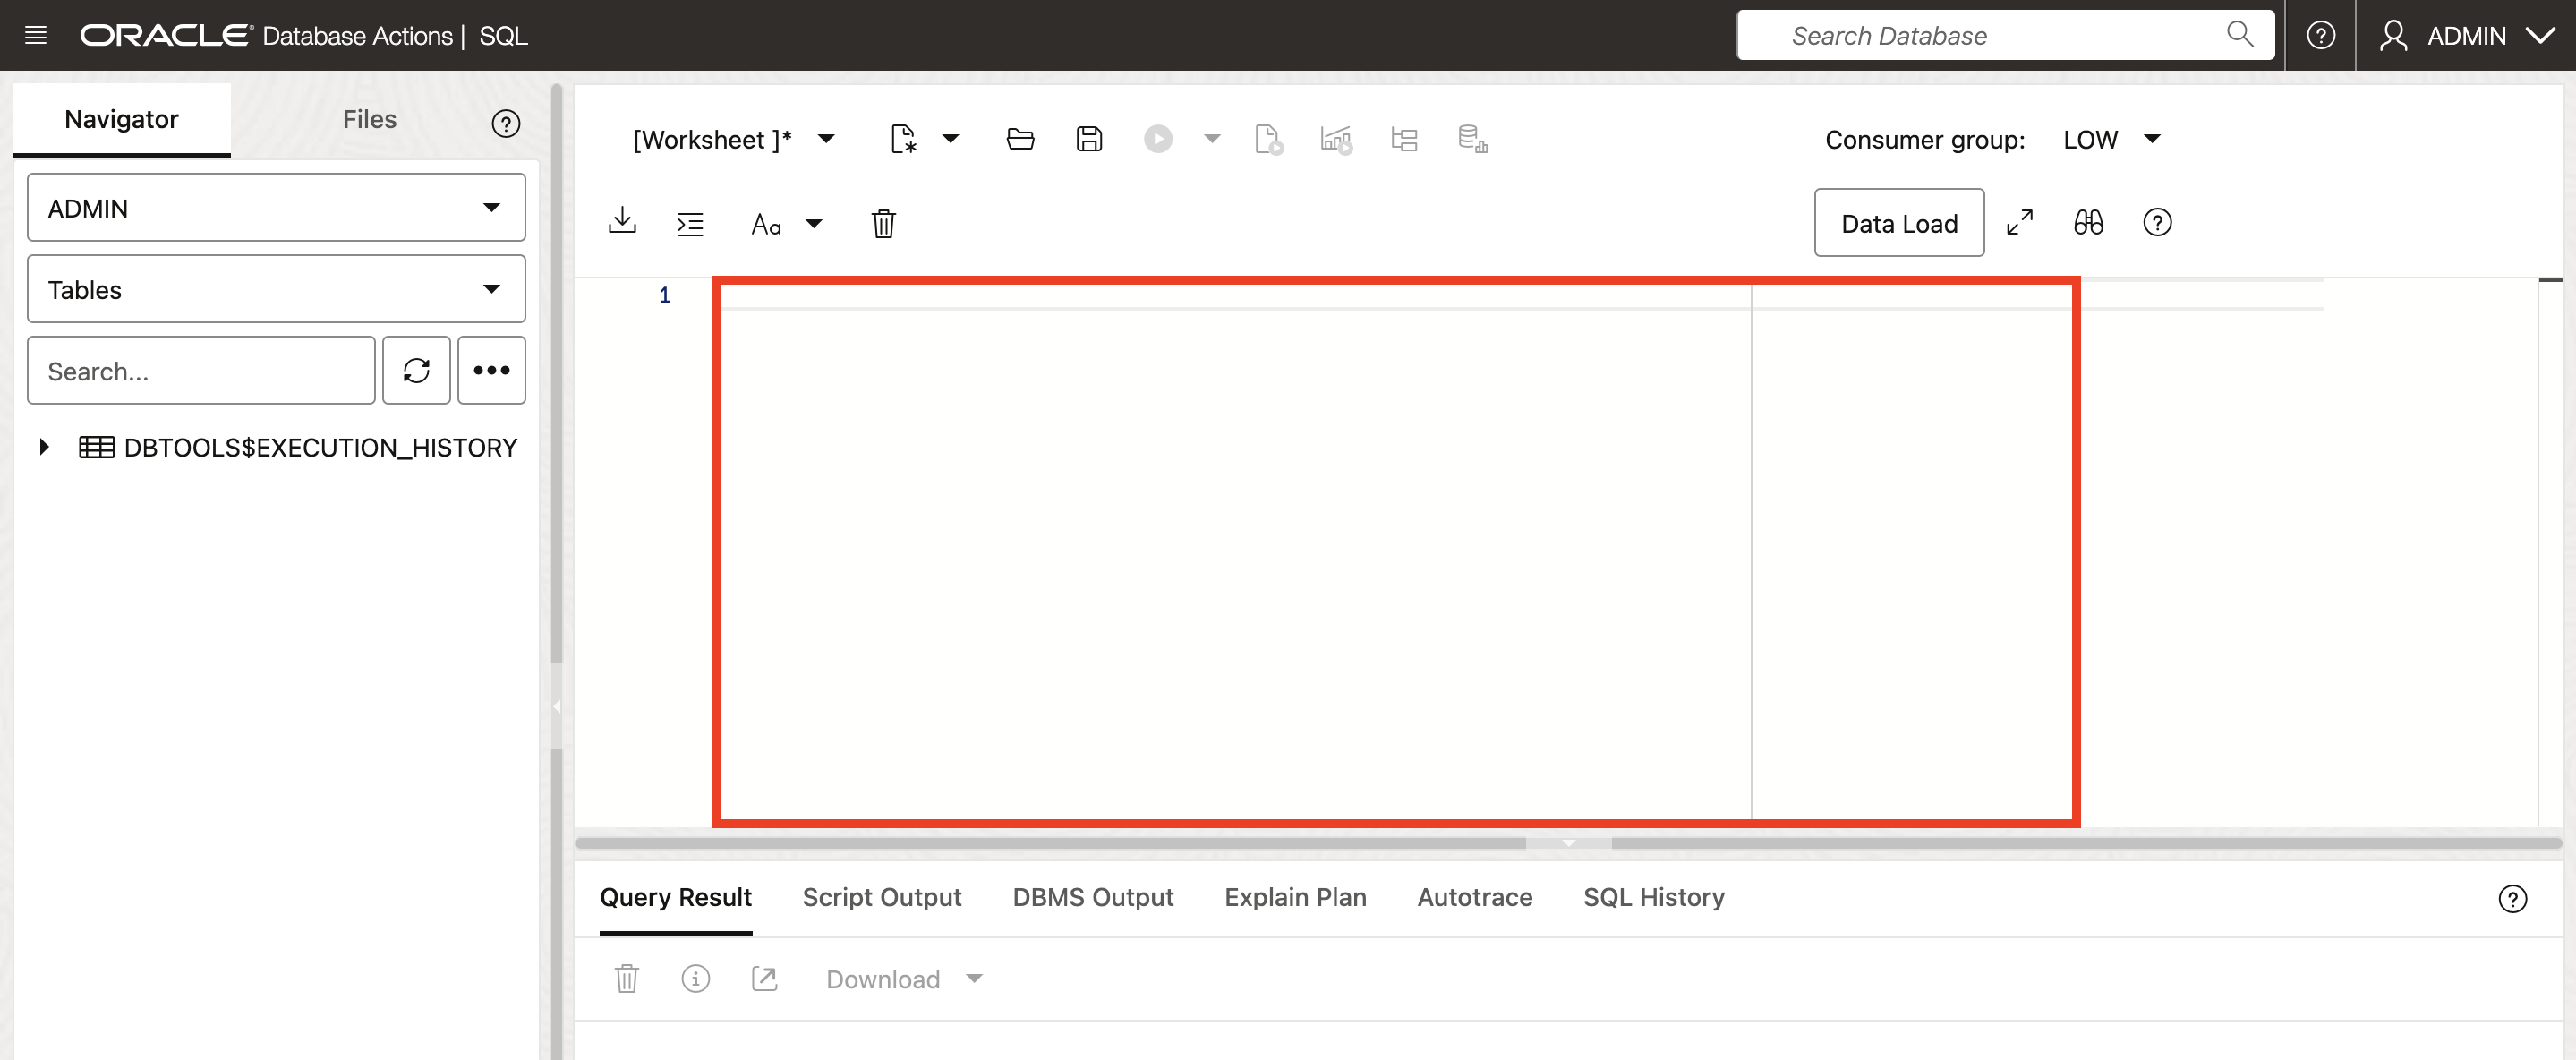 ORACLE Database Actions | SQL
Search Database
ADMIN
Navigator
Files
ADMIN
Tables
Search...
DBTOOLS$EXECUTION_HISTORY
[Worksheet ]*
Consumer group: LOW
Aa
Data Load
1
Query Result
Script Output
DBMS Output
Explain Plan
Autotrace
SQL History
Download